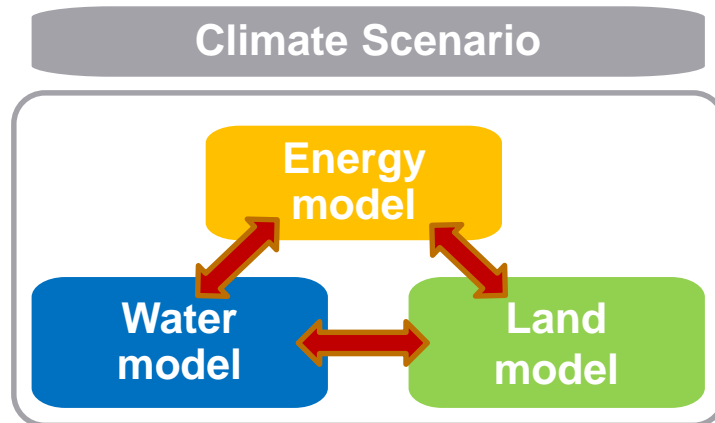 Climate Scenario
Energy
model
Water
model
Land
model